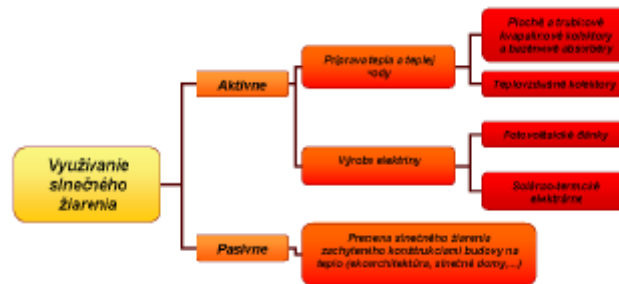 Využívanie
slnečného
žiarenia
Aktívne
Príprava tepla a teplej
vody
Ploché a trubicové
kvapalinové kolektory
a bazénové absorbéry
Teplovzdušné kolektory
Výroba elektriny
Fotovoltaické články
Solárnotermické
elektrárne
Pasívne
Premena slnečného žiarenia
zachyteného konštrukciami budovy na
teplo (ekoarchitektúra, slnečné domy,...)